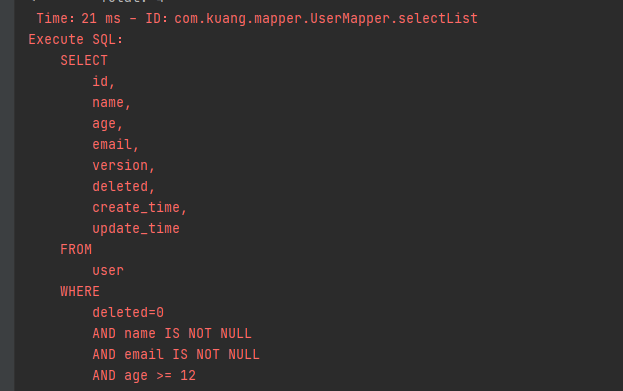 Total: 4
Time：21 ms - ID：com.kuang.mapper.UserMapper.selectList
Execute SQL：
SELECT
id,
name,
age,
email,
version,
deleted,
create_time,
update_time
FROM
user
WHERE
deleted=0
AND name IS NOT NULL
AND email IS NOT NULL
AND age >= 12